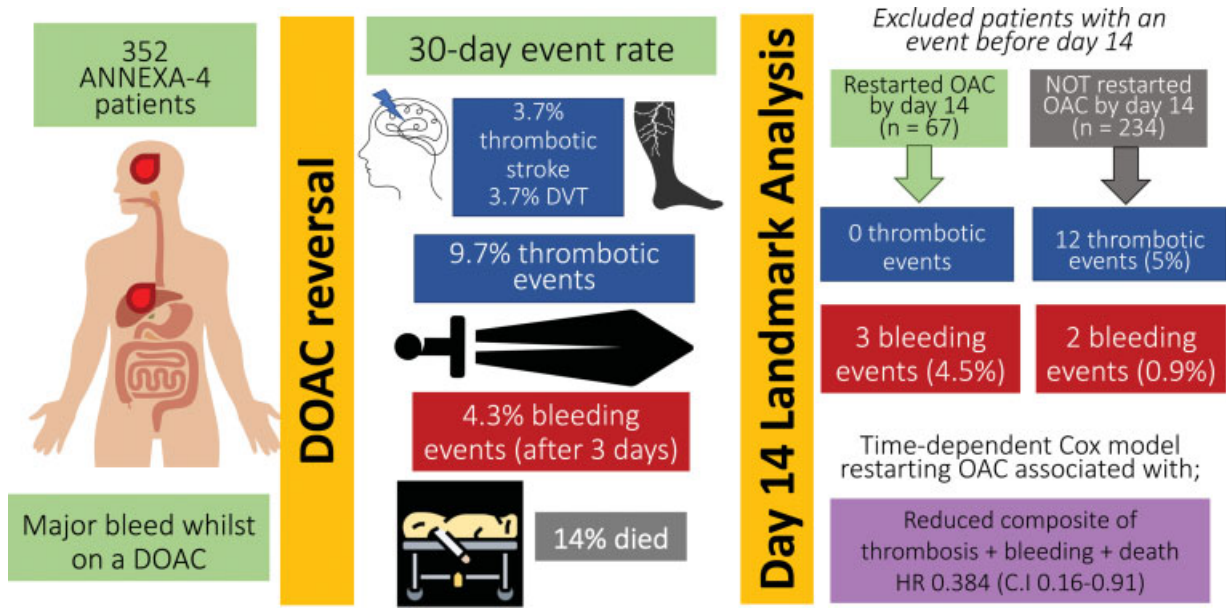 352
ANNEXA-4
patients
Major bleed whilst
on a DOAC
DOAC reversal
30-day event rate
3.7%
thrombotic
stroke
3.7% DVT
9.7% thrombotic
events
4.3% bleeding
events (after 3 days)
14% died
Day 14 Landmark Analysis
Excluded patients with an
event before day 14
Restarted OAC
by day 14
(n = 67)
NOT restarted
OAC by day 14
(n = 234)
0 thrombotic
events
12 thrombotic
events (5%)
3 bleeding
events (4.5%)
2 bleeding
events (0.9%)
Time-dependent Cox model
restarting OAC associated with;
Reduced composite of
thrombosis + bleeding + death
HR 0.384 (C.I 0.16-0.91)